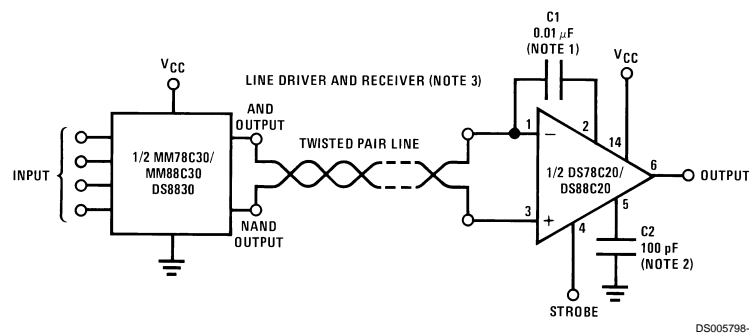 C1
0.01 μF
(NOTE 1)
VCC
VCC
LINE DRIVER AND RECEIVER (NOTE 3)
AND
OUTPUT
TWISTED PAIR LINE
1
2
14
−
INPUT
1/2 MM78C30/
MM88C30
DS8830
1/2 DS78C20/
DS88C20
6
OUTPUT
3
+
4
5
NAND
OUTPUT
C2
100 pF
(NOTE 2)
STROBE
DS005798-